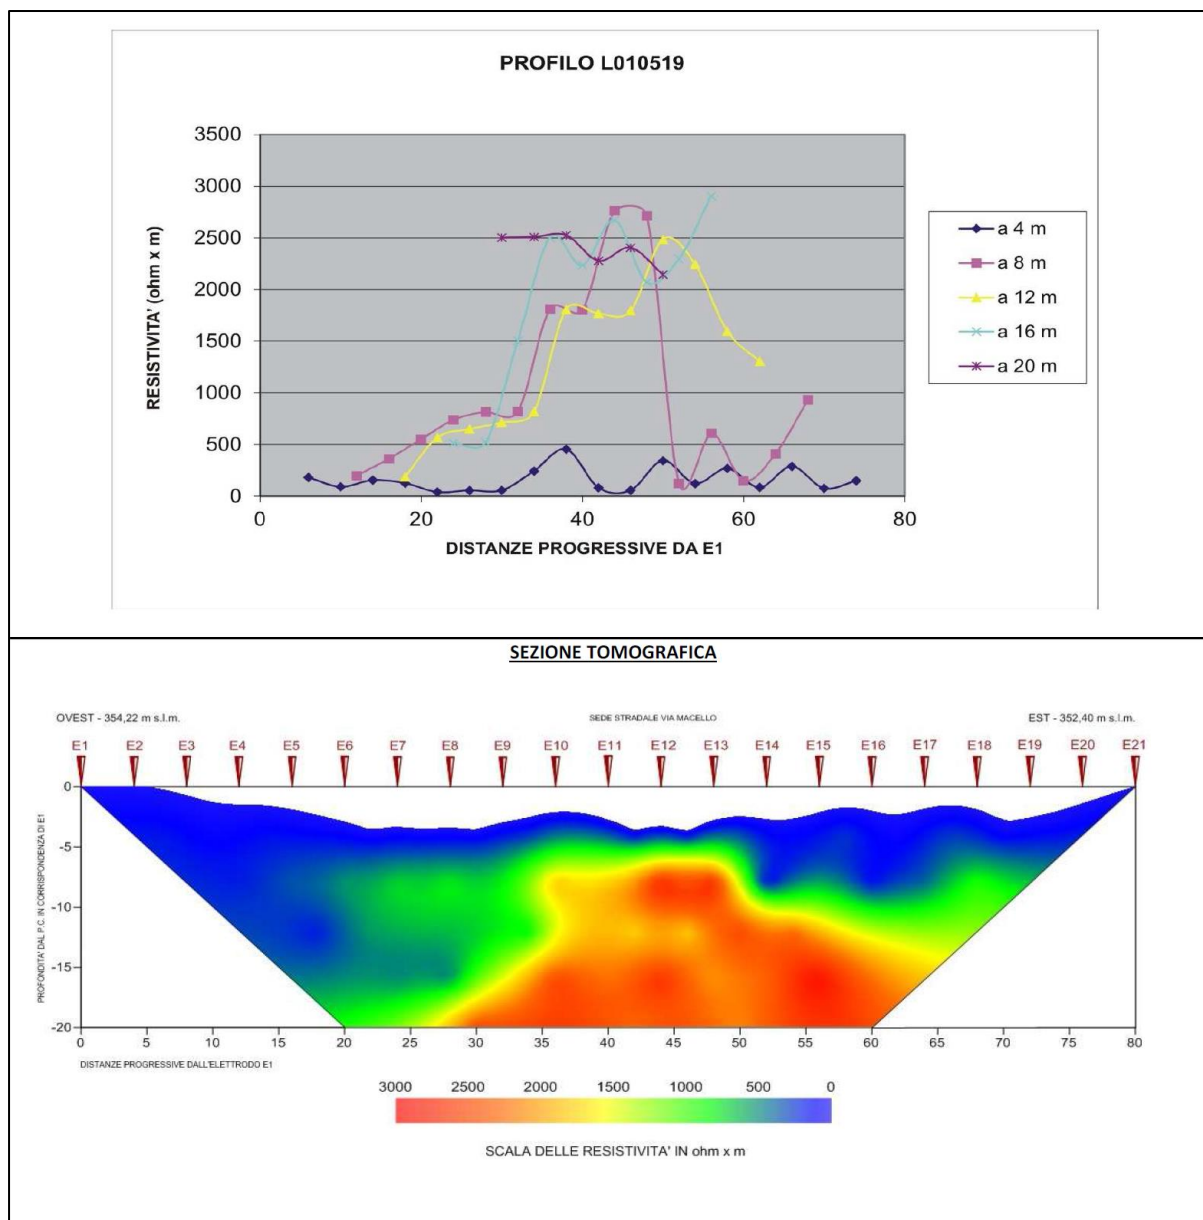 PROFILO L010519
3500
3000
2500
2000
1500
1000
500
0
RESISTIVITA' (ohm x m)
0 20 40 60 80
DISTANZE PROGRESSIVE DA E1
a 4 m
a 8 m
a 12 m
a 16 m
a 20 m
SEZIONE TOMOGRAFICA
OVEST - 354,22 m s.l.m. SEDE STRADALE VIA MACELLO EST - 352,40 m s.l.m.
E1 E2 E3 E4 E5 E6 E7 E8 E9 E10 E11 E12 E13 E14 E15 E16 E17 E18 E19 E20 E21
0
-5
-10
-15
-20
PROFONDITA' DAL P.C. IN CORRISPONDENZA DI E1
0 5 10 15 20 25 30 35 40 45 50 55 60 65 70 75 80
DISTANZE PROGRESSIVE DALL'ELETTRODO E1
3000 2500 2000 1500 1000 500 0
SCALA DELLE RESISTIVITA' IN ohm x m